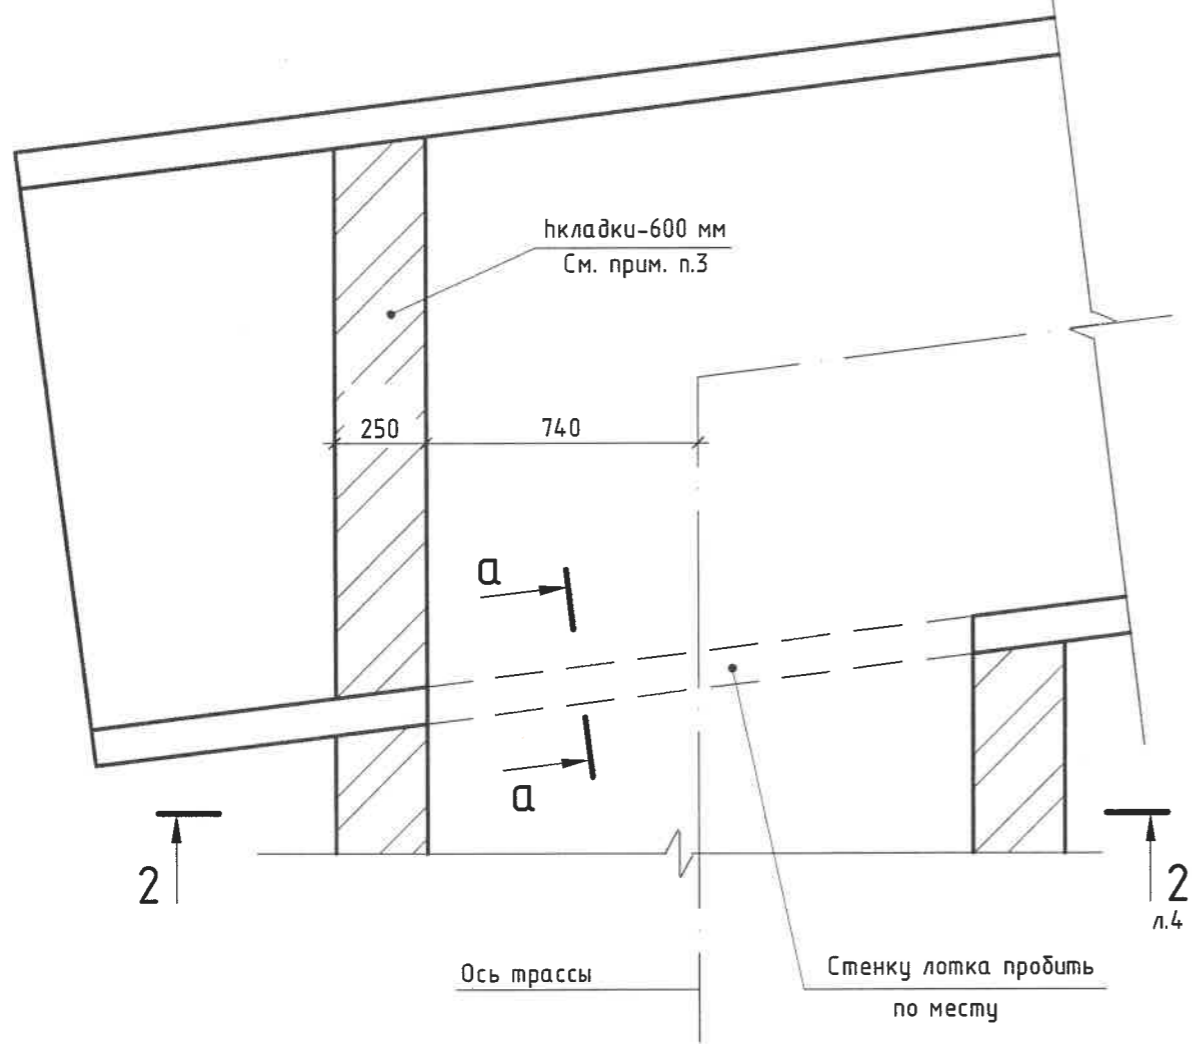 hкладки-600 мм
См. прим. п.3
250
740
а
а
2
2
л.4
Ось трассы
Стенку лотка пробить
по месту